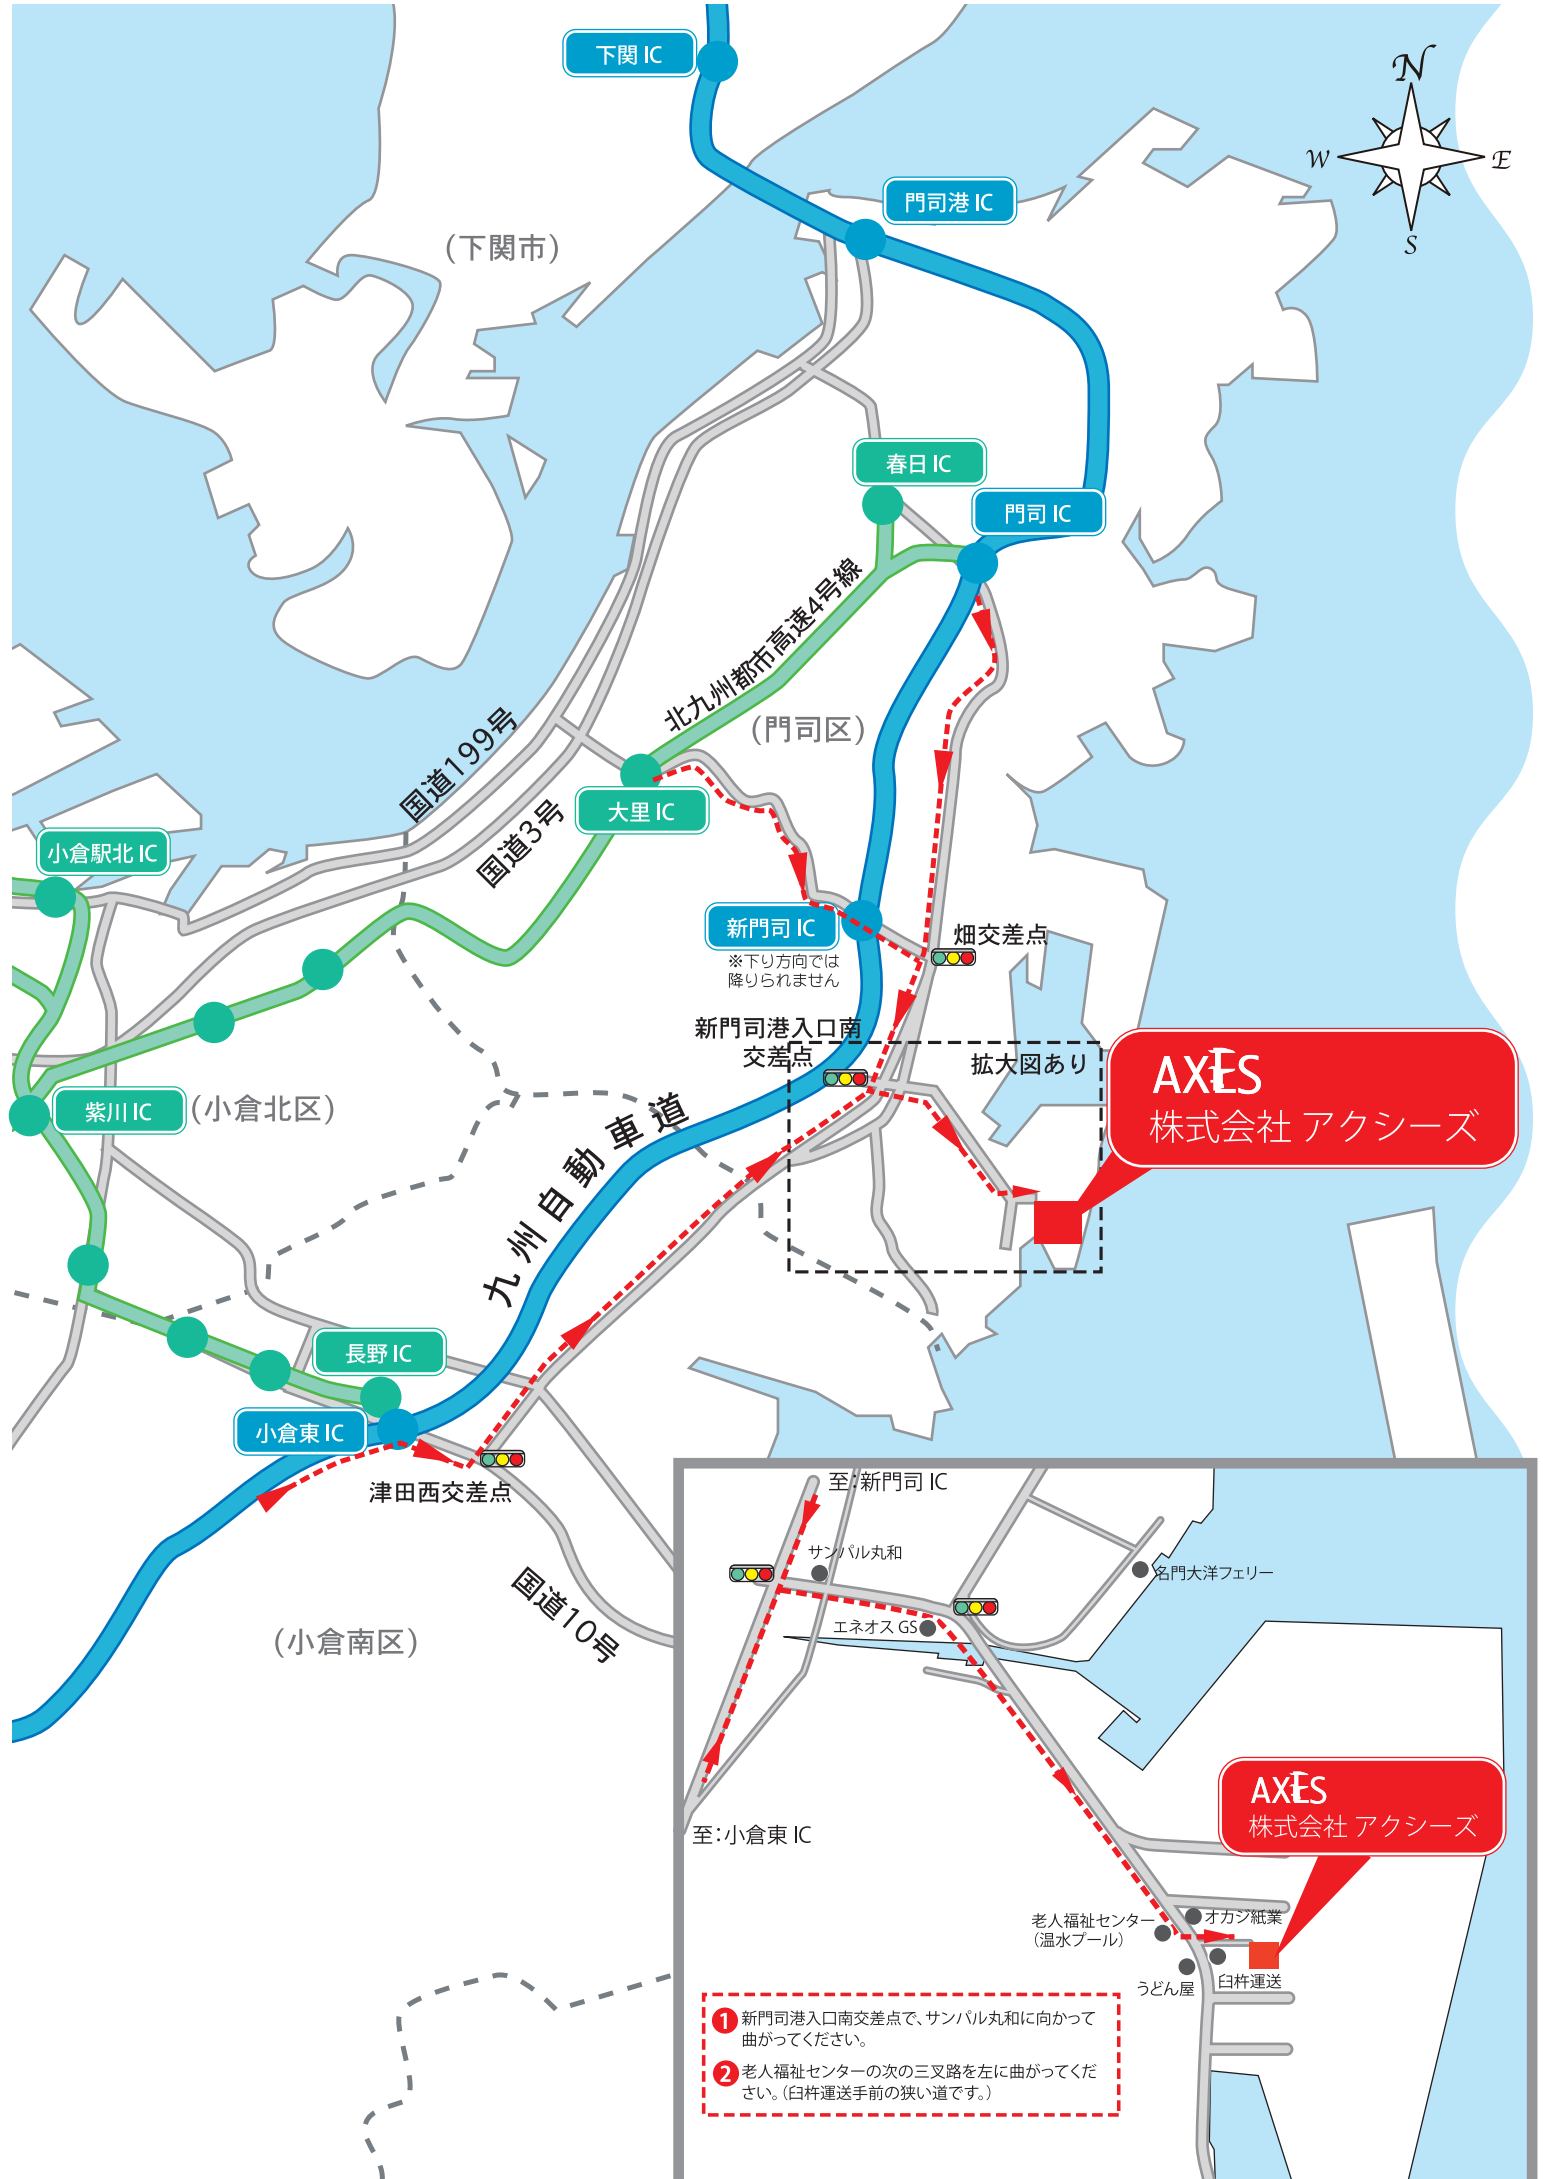 下関 IC
N
W
E
S
門司港 IC
(下関市)
春日 IC
門司 IC
北九州都市高速4号線
(門司区)
国道199号
国道3号
大里 IC
小倉駅北 IC
新門司 IC
※下り方向では
降りられません
畑交差点
新門司港入口南
交差点
拡大図あり
AXES
株式会社 アクシーズ
紫川 IC
(小倉北区)
九州自動車道
長野 IC
小倉東 IC
津田西交差点
国道10号
(小倉南区)
至：新門司 IC
サンパル丸和
名門大洋フェリー
エネオス GS
至：小倉東 IC
AXES
株式会社 アクシーズ
老人福祉センター
（温水プール）
オカジ紙業
うどん屋
臼杵運送
1 新門司港入口南交差点で、サンパル丸和に向かって
曲がってください。
2 老人福祉センターの次の三叉路を左に曲がってくだ
さい。（臼杵運送手前の狭い道です。）